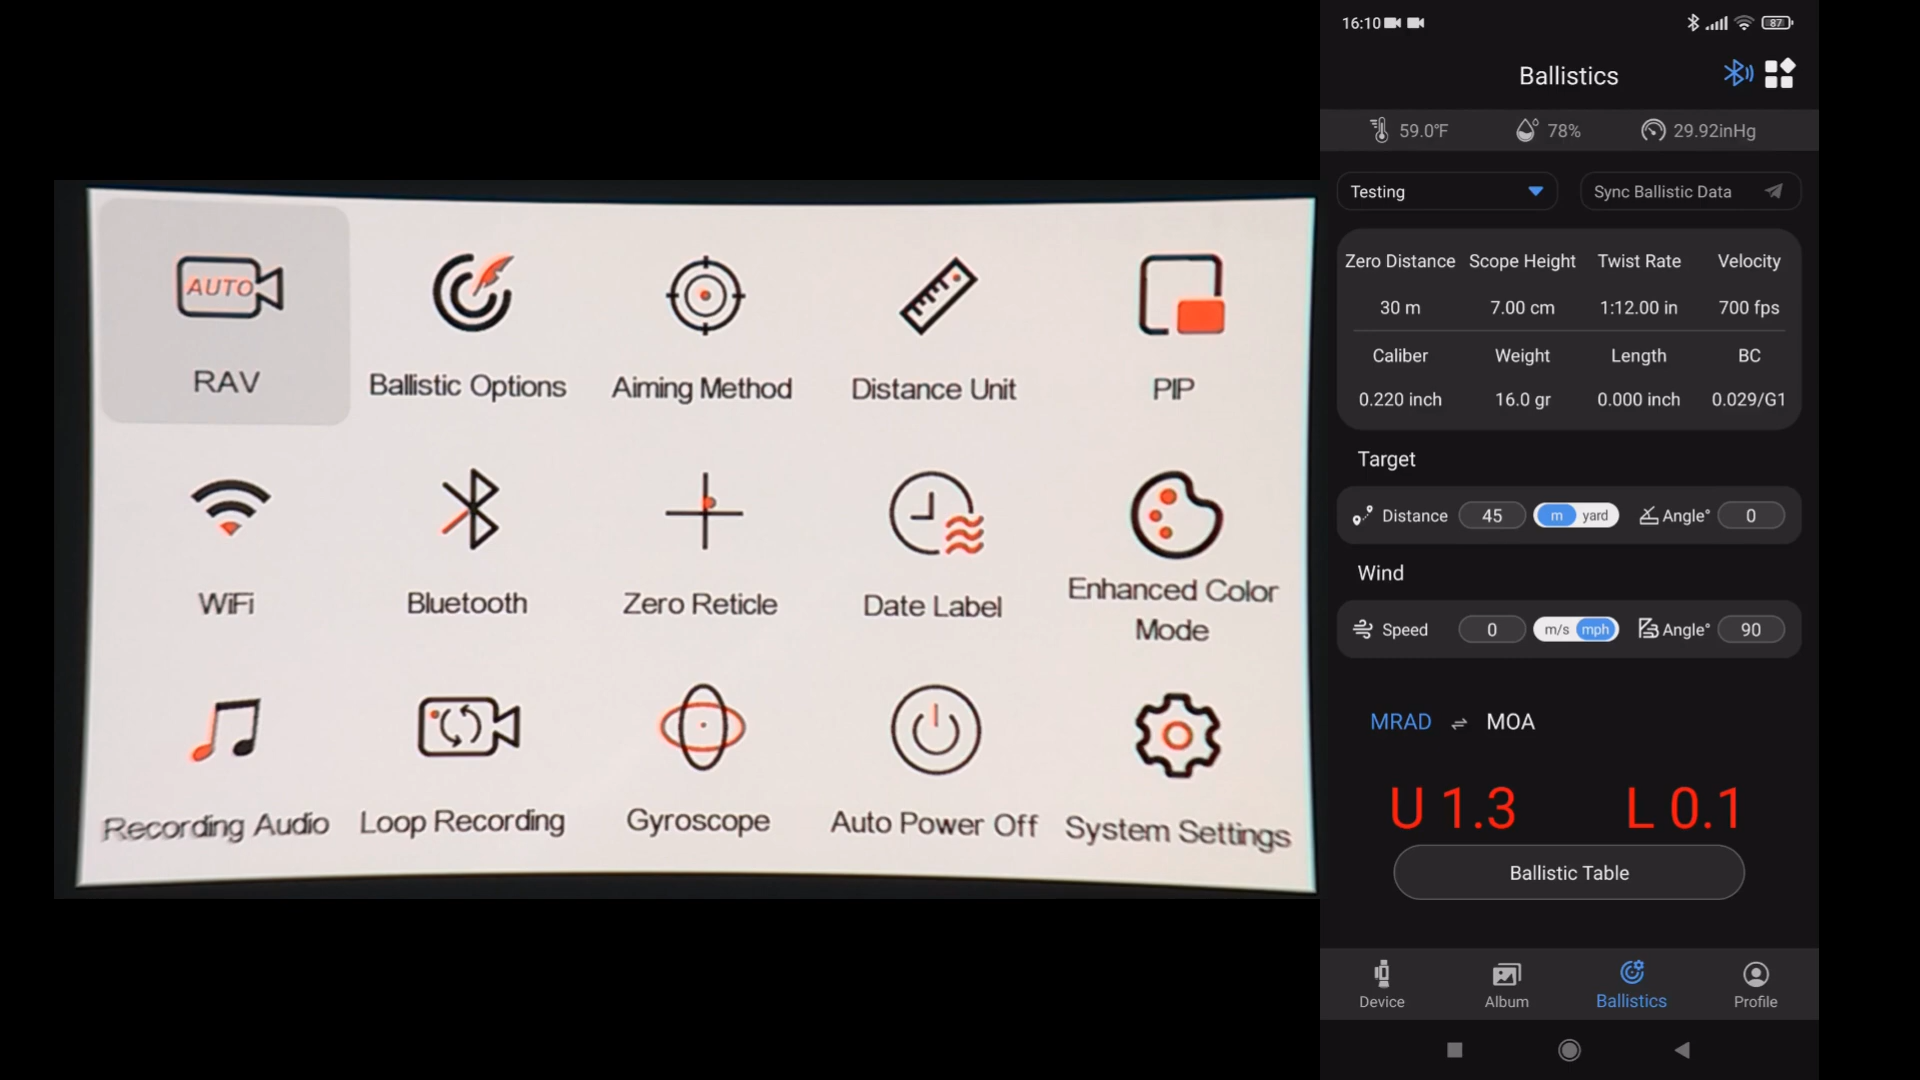 AUTO
RAV
Ballistic Options
Aiming Method
Distance Unit
PIP
WiFi
Bluetooth
Zero Reticle
Date Label
Enhanced Color
Mode
Recording Audio
Loop Recording
Gyroscope
Auto Power Off
System Settings
16:10
87
Ballistics
59.0°F 78% 29.92inHg
Testing
Sync Ballistic Data
Zero Distance Scope Height Twist Rate Velocity
30 m 7.00 cm 1:12.00 in 700 fps
Caliber Weight Length BC
0.220 inch 16.0 gr 0.000 inch 0.029/G1
Target
Distance 45 m yard Angle° 0
Wind
Speed 0 m/s mph Angle° 90
MRAD ⇌ MOA
U 1.3 L 0.1
Ballistic Table
Device Album Ballistics Profile